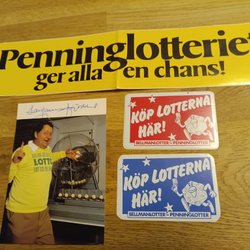 Penninglotteriet
ger alla en chans!
KÖP LOTTERNA
HÄR!
BELLMANLOTTER • PENNINGLOTTER
KÖP LOTTERNA
HÄR!
BELLMANLOTTER • PENNINGLOTTER